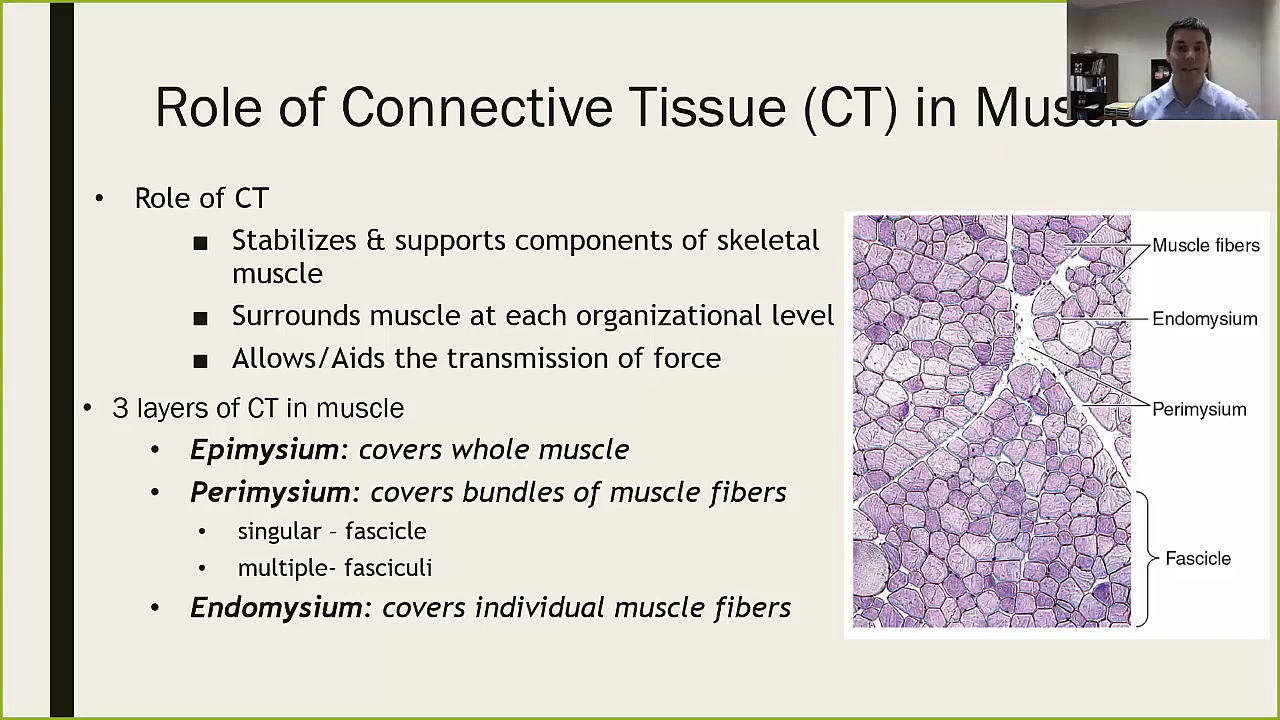 Role of Connective Tissue (CT) in Muscle
• Role of CT
■ Stabilizes & supports components of skeletal
muscle
■ Surrounds muscle at each organizational level
■ Allows/Aids the transmission of force
• 3 layers of CT in muscle
• Epimysium: covers whole muscle
• Perimysium: covers bundles of muscle fibers
• singular – fascicle
• multiple- fasciculi
• Endomysium: covers individual muscle fibers
Muscle fibers
Endomysium
Perimysium
Fascicle